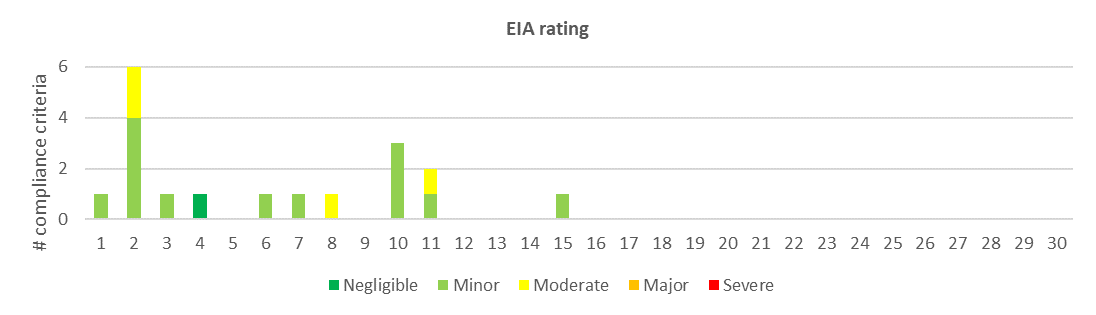 EIA rating
# compliance criteria
6
4
2
0
1 2 3 4 5 6 7 8 9 10 11 12 13 14 15 16 17 18 19 20 21 22 23 24 25 26 27 28 29 30
Negligible Minor Moderate Major Severe